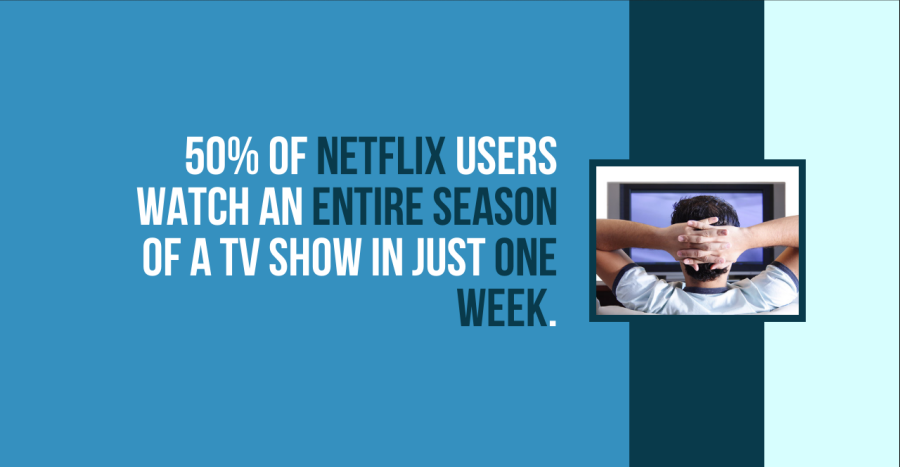 50% OF NETFLIX USERS
WATCH AN ENTIRE SEASON
OF A TV SHOW IN JUST ONE
WEEK.